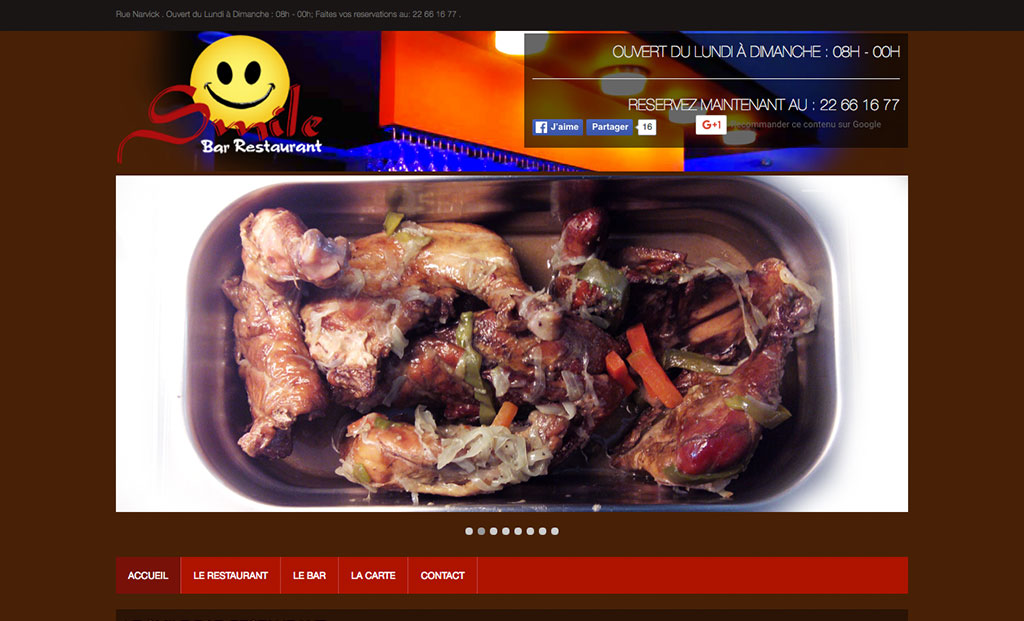 Rue Narvick . Ouvert du Lundi à Dimanche : 08h - 00h; Faites vos reservations au: 22 66 16 77 .
Smile
Bar Restaurant
OUVERT DU LUNDI À DIMANCHE : 08H - 00H
RESERVEZ MAINTENANT AU : 22 66 16 77
J'aime Partager 16 G+1 Recommander ce contenu sur Google
ACCUEIL LE RESTAURANT LE BAR LA CARTE CONTACT